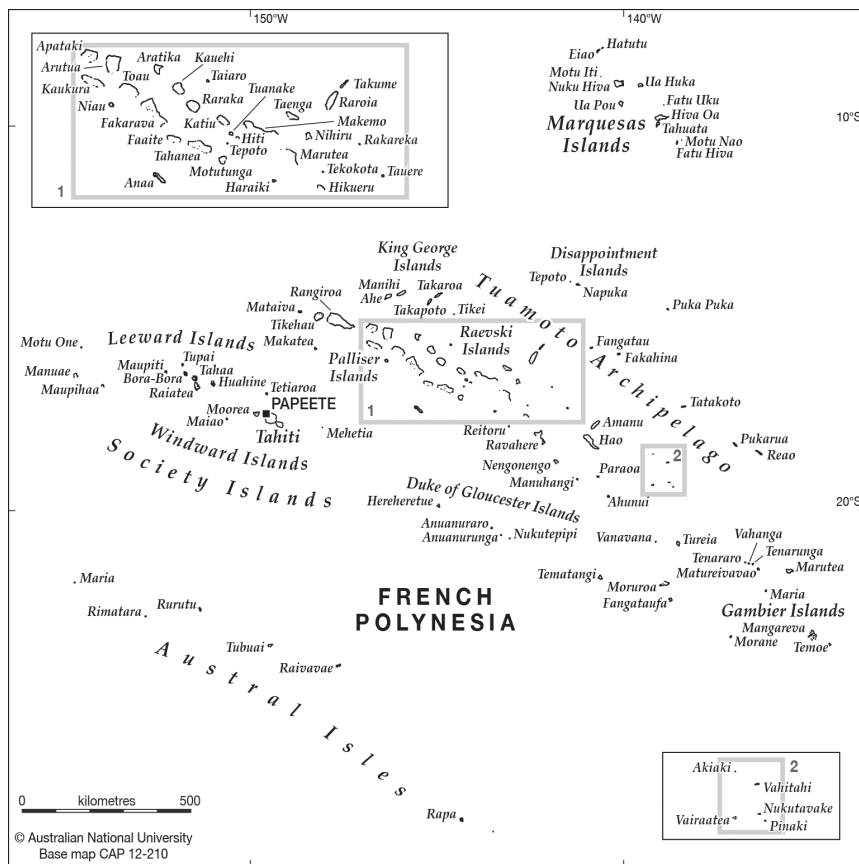 150°W
140°W
Apataki
Arutua
Kaukura
Toau
Aratika
Kauehi
Taiaro
Tuanake
Takume
Niau
Raraka
Taenga
Raroia
Fakarava
Katiu
Makemo
Faaite
Hiti
Nihiru
Rakareka
Tahanea
Tepoto
Marutea
Motutunga
Tekokota
Tauere
Anaa
Haraiki
Hikueru
1
Hatutu
Eiao
Motu Iti
Nuku Hiva
Ua Huka
Ua Pou
Fatu Uku
Hiva Oa
Marquesas
Islands
Tahuata
Motu Nao
Fatu Hiva
10°S
King George
Islands
Disappointment
Islands
Tepoto
Napuka
Manihi
Ahe
Takaroa
Takapoto
Tikei
Puka Puka
Rangiroa
Mataiva
Tikehau
Makatea
Tuamoto Archipelago
Raevski
Islands
Palliser
Islands
1
Fangatau
Fakahina
Leeward Islands
Motu One
Manuae
Maupihaa
Maupiti
Tupai
Bora-Bora
Tahaa
Raiatea
Huahine
Tetiaroa
PAPEETE
Moorea
Maiao
Tahiti
Mehetia
Windward Islands
Society Islands
Reitoru
Ravahere
Amanu
Hao
Tatakoto
Pukarua
Reao
2
Nengonengo
Manuhangi
Paraoa
Ahunui
Duke of Gloucester Islands
Hereheretue
Anuanuraro
Anuanurunga
Nukutepipi
20°S
Vanavana
Tureia
Vahanga
Tenararo
Tenarunga
Matureivavao
Marutea
Tematangi
Moruroa
Fangataufa
Maria
Gambier Islands
Mangareva
Morane
Temoe
FRENCH
POLYNESIA
Maria
Rimatara
Rurutu
Tubuai
Raivavae
Austral Isles
Rapa
2
Akiaki
Vahitahi
Nukutavake
Vairaatea
Pinaki
0 kilometres 500
© Australian National University
Base map CAP 12-210